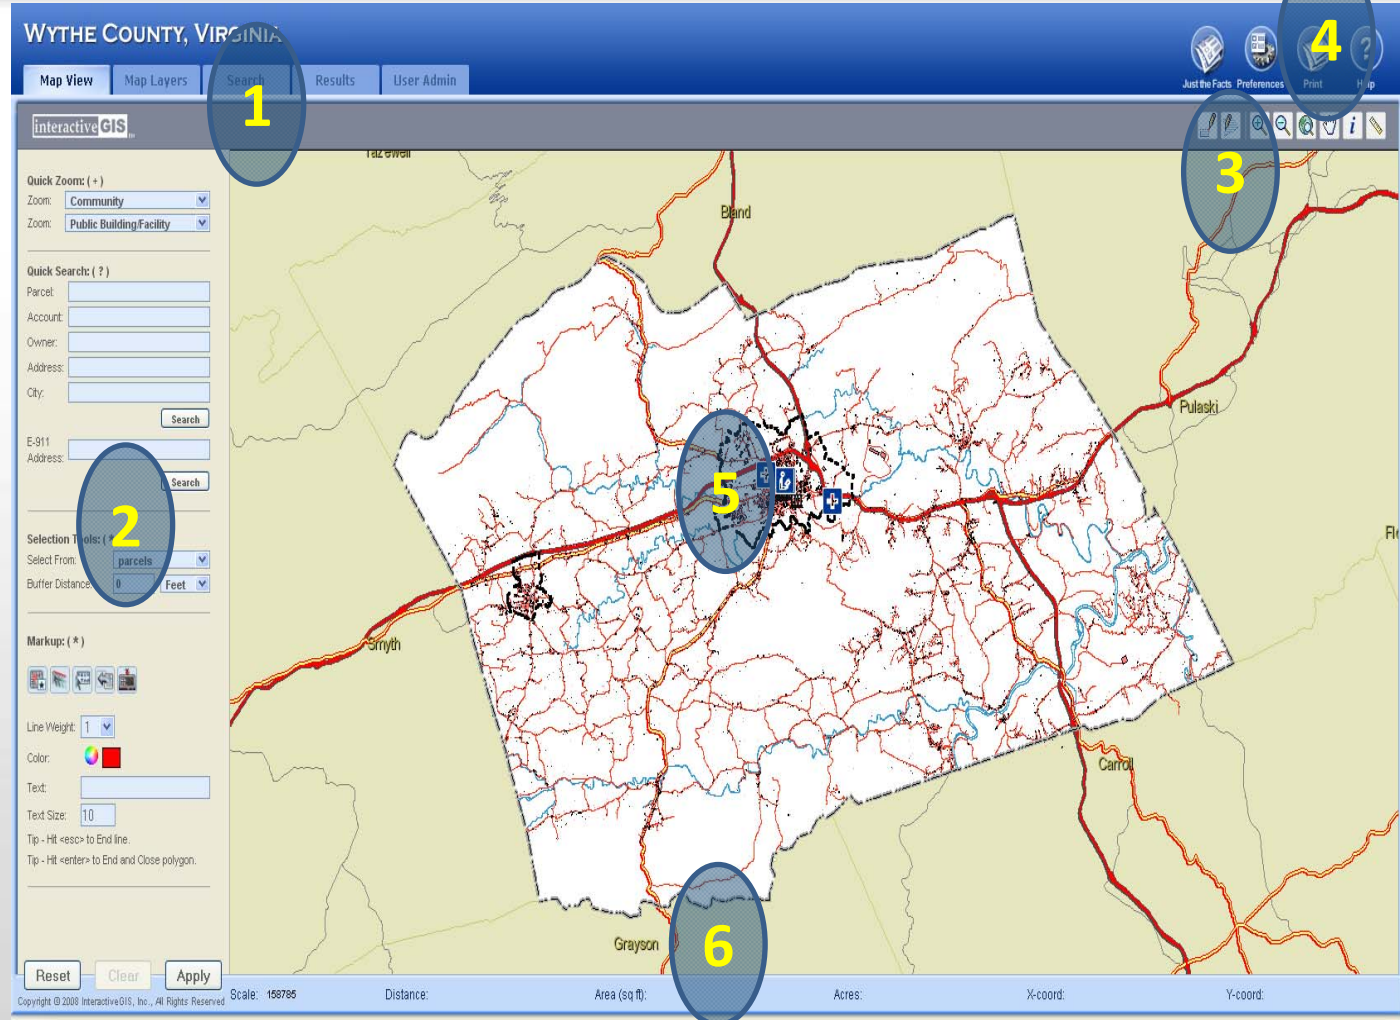 WYTHE COUNTY, VIRGINIA
4
Just the Facts Preferences Print Help
Map View Map Layers Search Results User Admin
1
interactive GIS
3
Quick Zoom: ( + )
Zoom: Community
Zoom: Public Building/Facility
Quick Search: ( ? )
Parcel:
Account:
Owner:
Address:
City:
Search
E-911
Address:
Search
2
Selection Tools: ( *
Select From: parcels
Buffer Distance 0 Feet
Markup: ( * )
Line Weight: 1
Color:
Text:
Text Size: 10
Tip - Hit <esc> to End line.
Tip - Hit <enter> to End and Close polygon.
Reset Clear Apply
Copyright @ 2008 InteractiveGIS, Inc., All Rights Reserved
Tazewell
Bland
Pulaski
5
Smyth
Carroll
Grayson
6
Scale: 158785 Distance: Area (sq ft): Acres: X-coord: Y-coord: